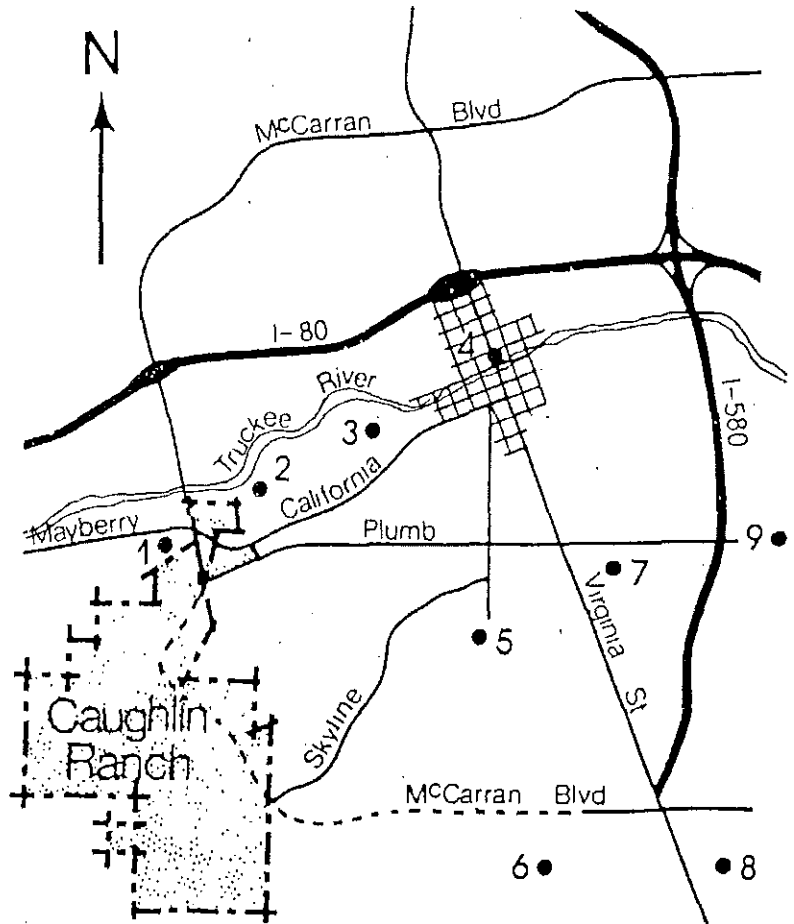 N
McCarran Blvd
I-80
4
Truckee River
3
I-580
2
California
Mayberry
Plumb
1
9
7
Virginia St
5
Caughlin
Ranch
Skyline
McCarran Blvd
6
8